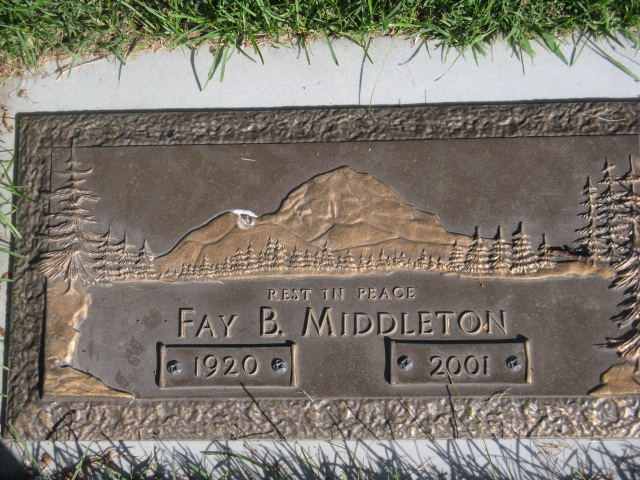 REST IN PEACE
FAY B. MIDDLETON
1920 2001